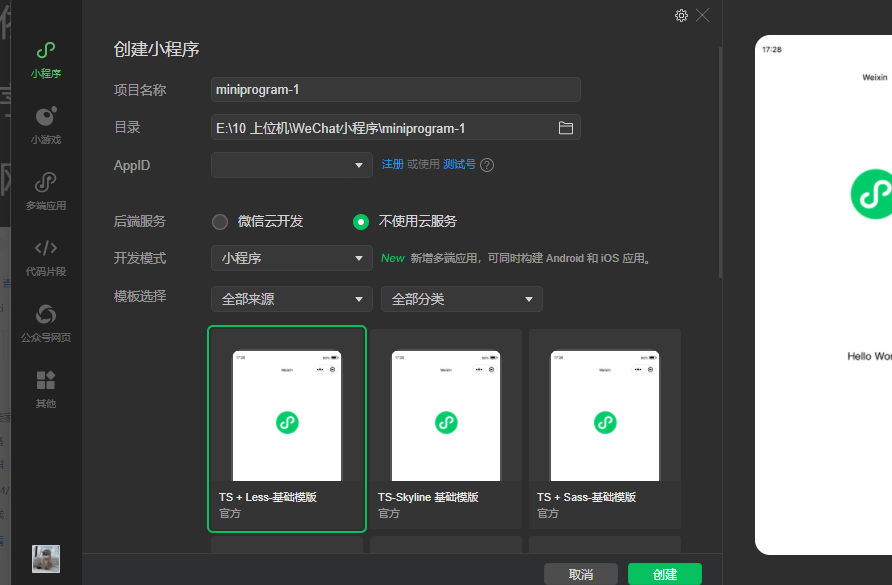 小程序
小游戏
多端应用
代码片段
公众号网页
其他
创建小程序
项目名称
miniprogram-1
目录
E:\10 上位机\WeChat小程序\miniprogram-1
AppID
注册 或使用 测试号 ?
后端服务
微信云开发
不使用云服务
开发模式
小程序
New 新增多端应用，可同时构建 Android 和 iOS 应用。
模板选择
全部来源
全部分类
Weixin
Weixin
Weixin
TS + Less-基础模版
官方
TS-Skyline 基础模版
官方
TS + Sass-基础模版
官方
取消
创建
17:28
Weixin
Hello Wor